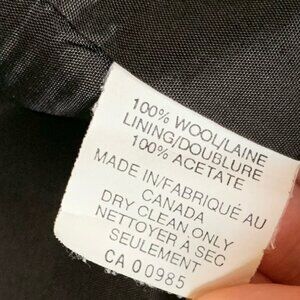 100% WOOL/LAINE
LINING/DOUBLURE
100% ACETATE
MADE IN/FABRIQUÉ AU
CANADA
DRY CLEAN ONLY
NETTOYER A SEC
SEULEMENT
CA 00985